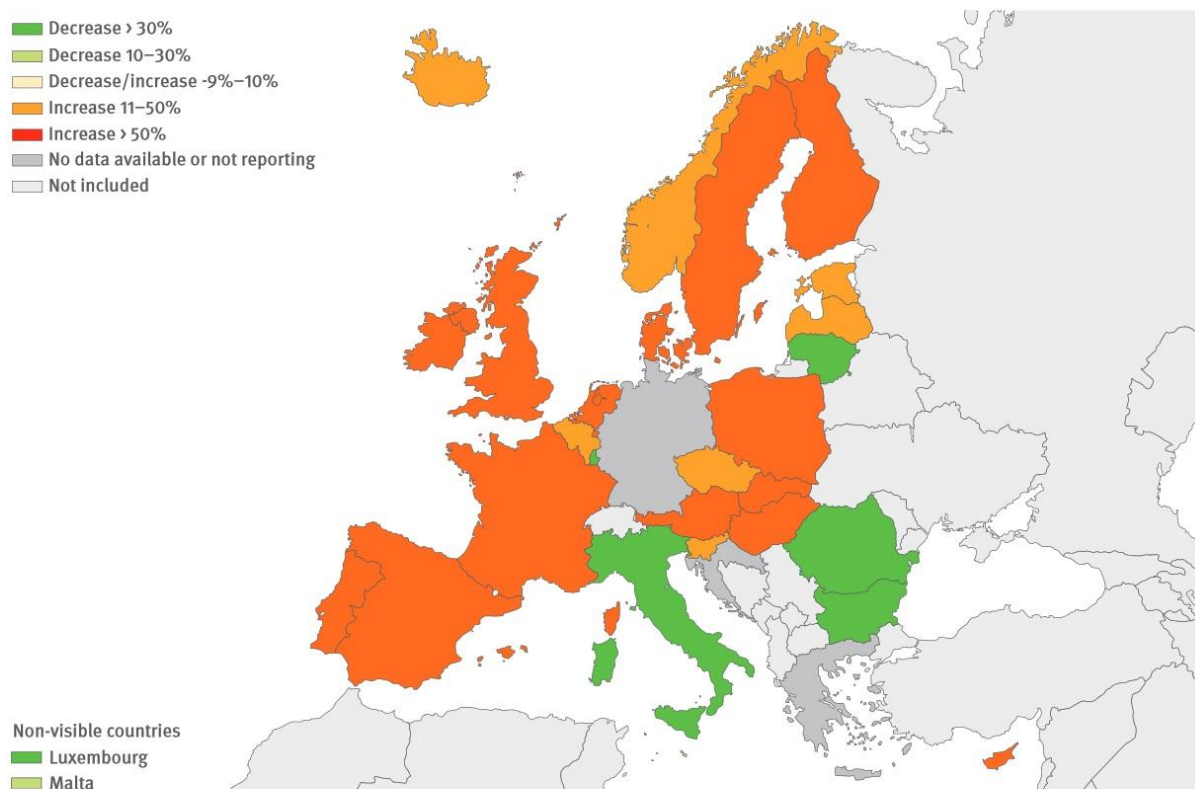 Decrease > 30%
Decrease 10–30%
Decrease/increase -9%–10%
Increase 11–50%
Increase > 50%
No data available or not reporting
Not included
Non-visible countries
Luxembourg
Malta